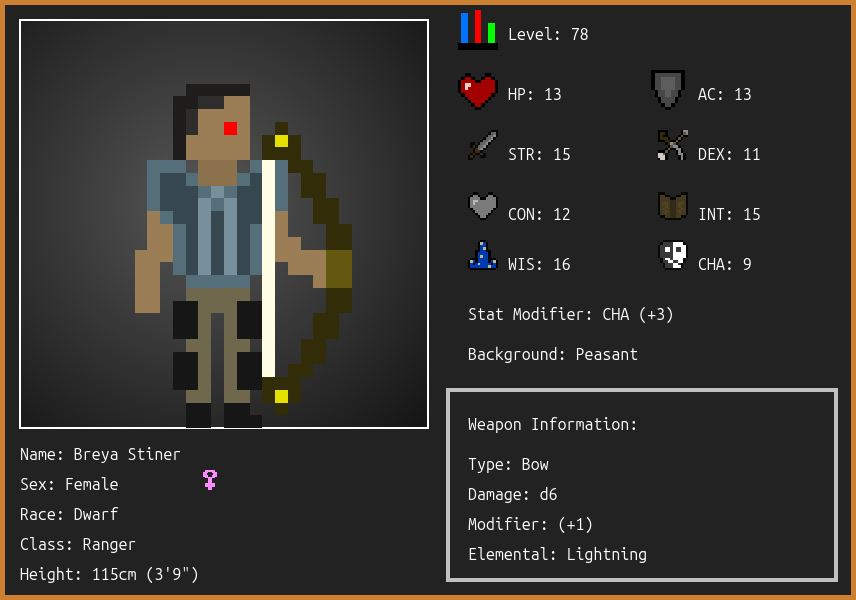 Level: 78
HP: 13
AC: 13
STR: 15
DEX: 11
CON: 12
INT: 15
WIS: 16
CHA: 9
Stat Modifier: CHA (+3)
Background: Peasant
Weapon Information:
Type: Bow
Damage: d6
Modifier: (+1)
Elemental: Lightning
Name: Breya Stiner
Sex: Female
Race: Dwarf
Class: Ranger
Height: 115cm (3'9")